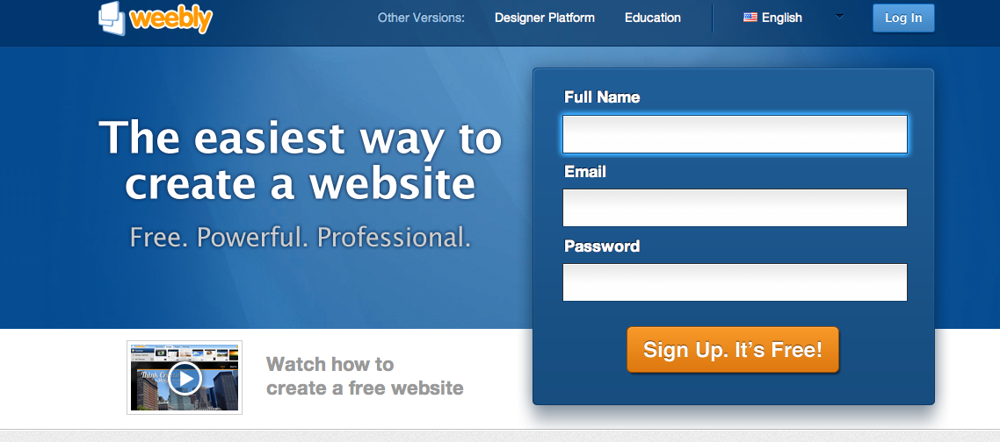 weebly
Other Versions: Designer Platform Education English Log In
The easiest way to
create a website
Free. Powerful. Professional.
Full Name
Email
Password
Sign Up. It's Free!
Watch how to
create a free website